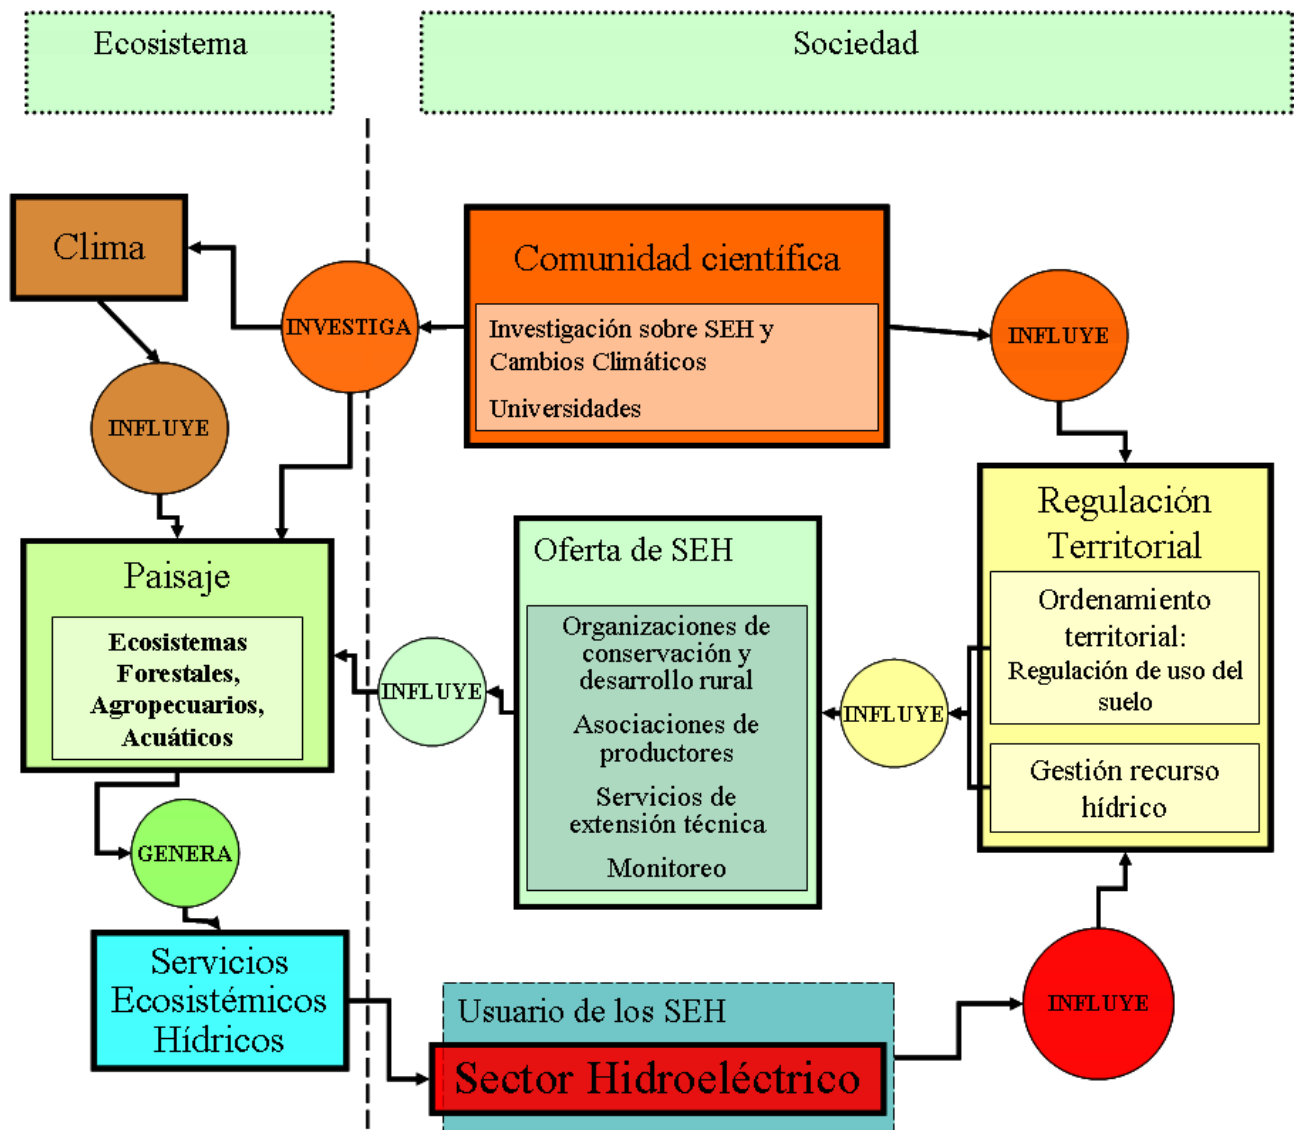 Ecosistema
Sociedad
Clima
Comunidad científica
INVESTIGA
Investigación sobre SEH y
Cambios Climáticos
Universidades
INFLUYE
INFLUYE
Regulación
Territorial
Ordenamiento
territorial:
Regulación de uso del
suelo
Gestión recurso
hídrico
Paisaje
Ecosistemas
Forestales,
Agropecuarios,
Acuáticos
INFLUYE
Oferta de SEH
Organizaciones de
conservación y
desarrollo rural
Asociaciones de
productores
Servicios de
extensión técnica
Monitoreo
INFLUYE
GENERA
Servicios
Ecosistémicos
Hídricos
Usuario de los SEH
Sector Hidroeléctrico
INFLUYE